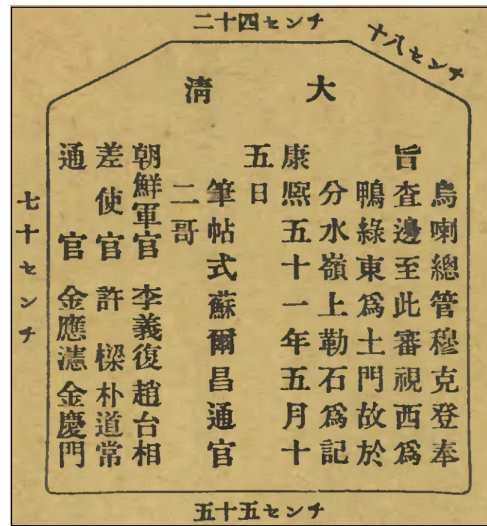 二十四センチ
十八センチ
大清
烏喇總管穆克登奉
旨査邊至此審視西爲
鴨綠東爲土門故於
分水嶺上勒石爲記
康熙五十一年五月十
五日
筆帖式蘇爾昌通官
二哥
朝鮮軍官 李義復趙台相
差使官 許樑朴道常
通官 金應瀗金慶門
七十センチ
五十五センチ